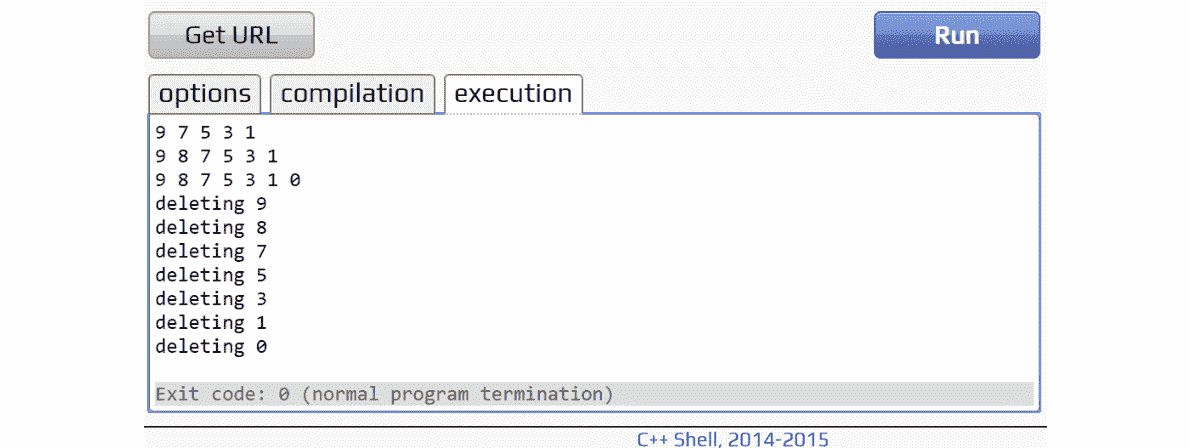 Get URL
Run
options
compilation
execution
9 7 5 3 1
9 8 7 5 3 1
9 8 7 5 3 1 0
deleting 9
deleting 8
deleting 7
deleting 5
deleting 3
deleting 1
deleting 0
Exit code: 0 (normal program termination)
C++ Shell, 2014-2015